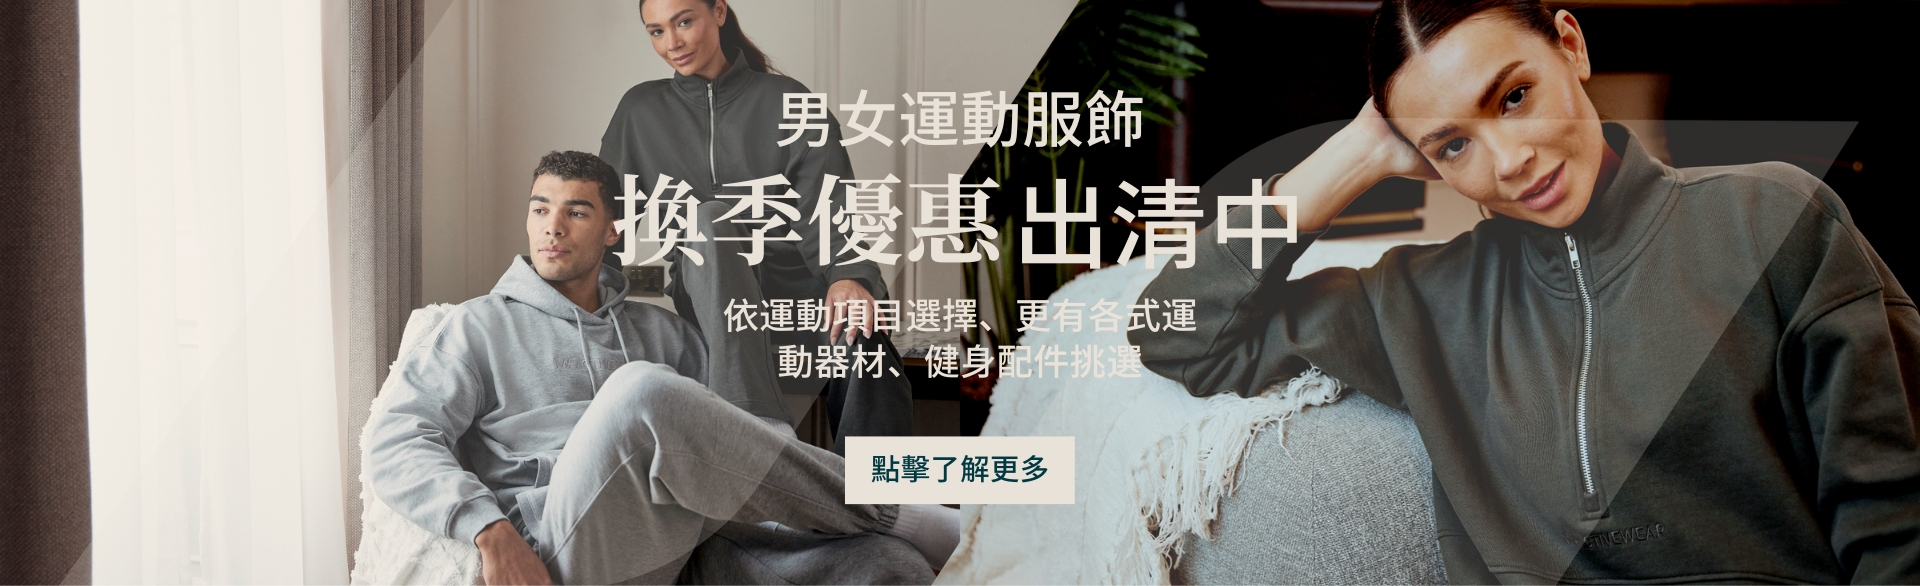 男女運動服飾
換季優惠出清中
依運動項目選擇、更有各式運
動器材、健身配件挑選
點擊了解更多